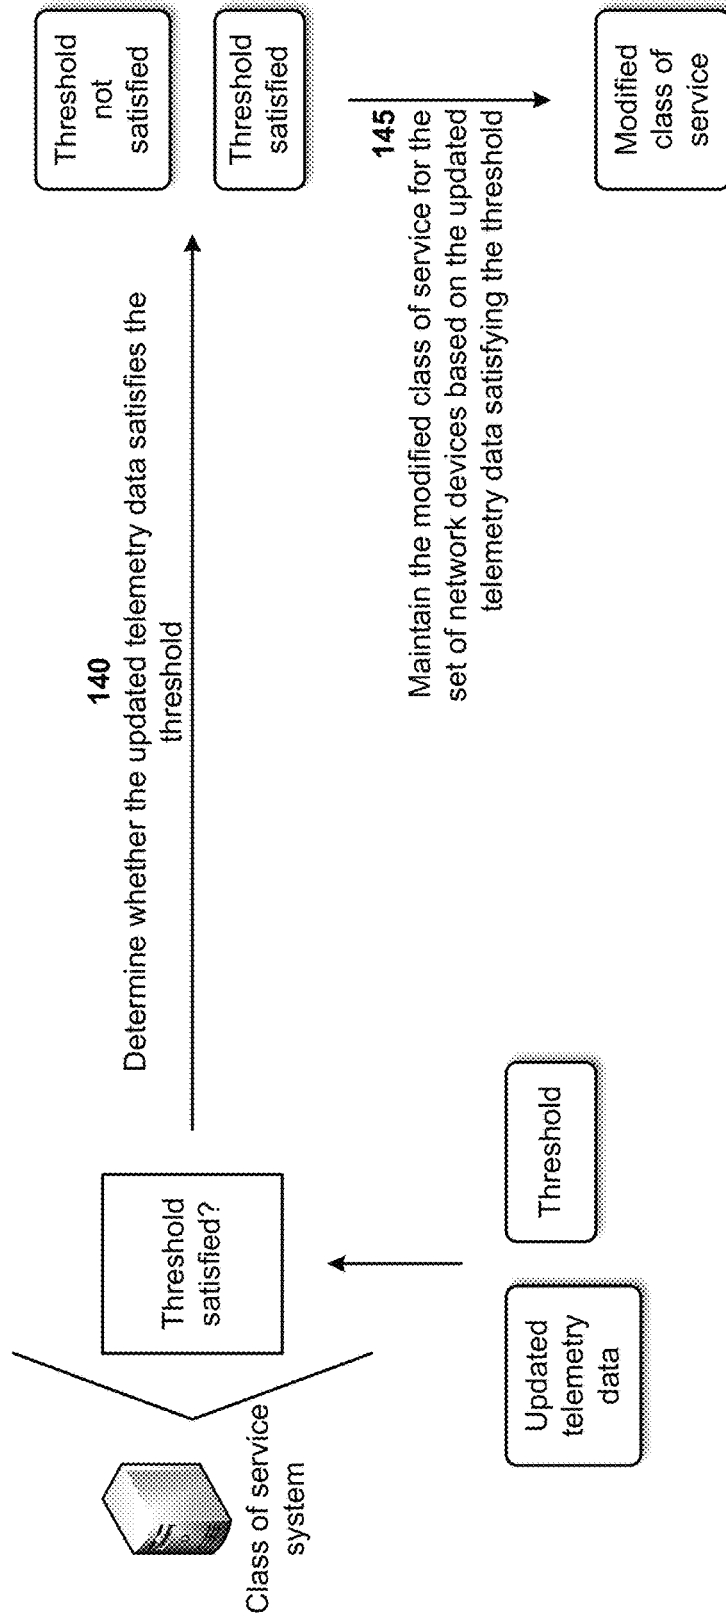 Class of service
system
Threshold
satisfied?
Updated
telemetry
data
Threshold
140
Determine whether the updated telemetry data satisfies the
threshold
Threshold
not
satisfied
Threshold
satisfied
145
Maintain the modified class of service for the
set of network devices based on the updated
telemetry data satisfying the threshold
Modified
class of
service